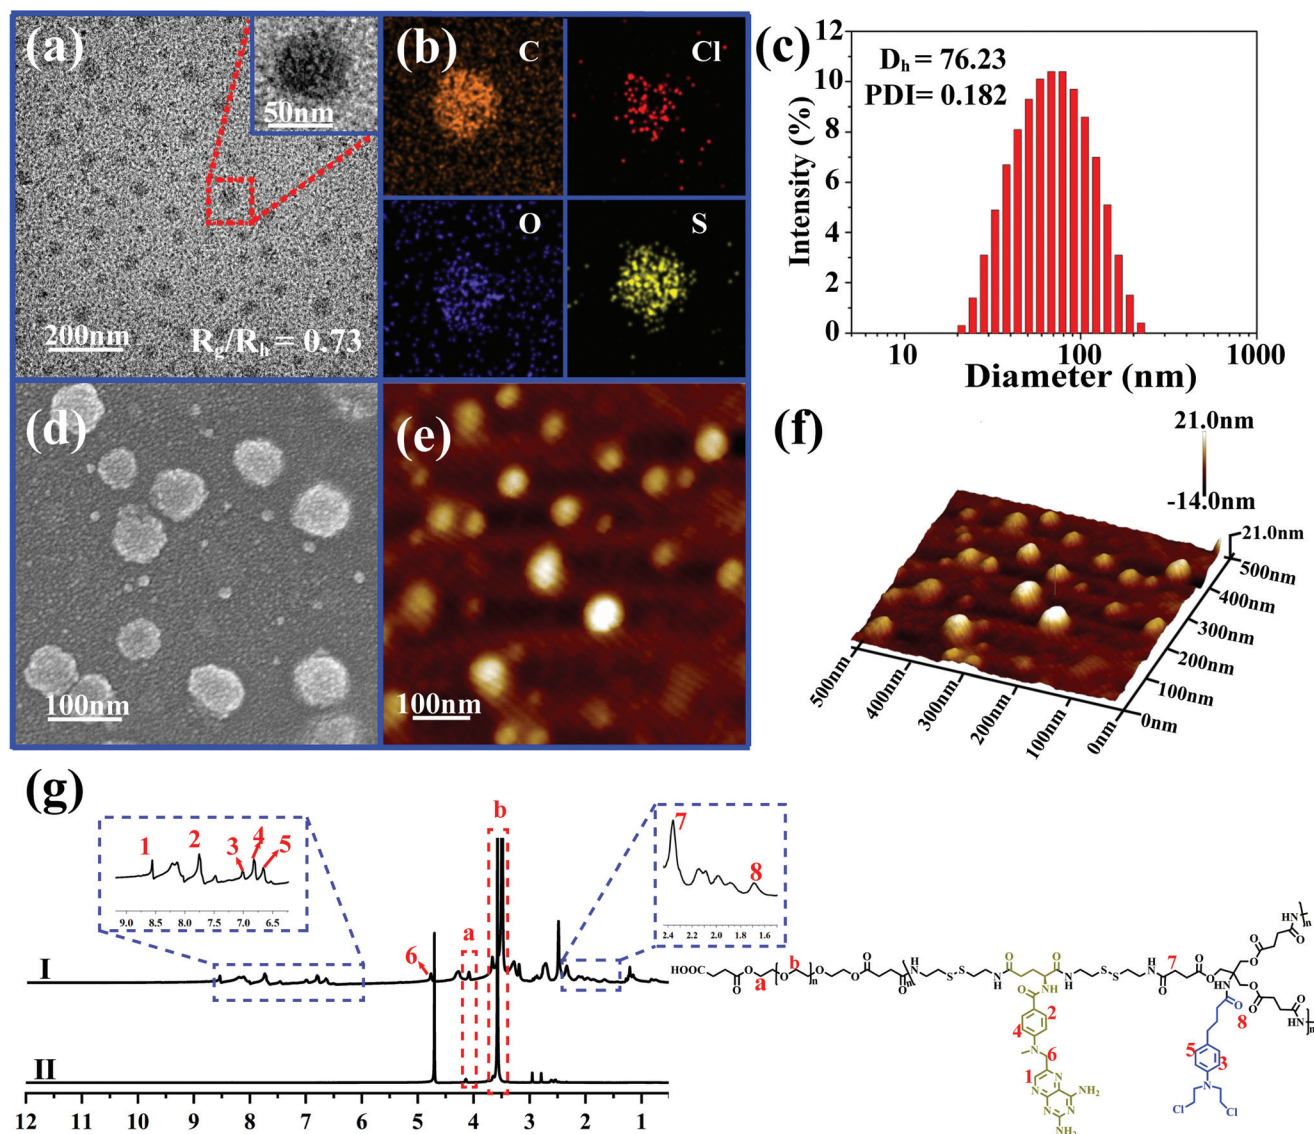 (a)
50nm
200nm
Rg/Rh = 0.73
(b)
C
Cl
O
S
(c)
Dh = 76.23
PDI= 0.182
Intensity (%)
12
10
8
6
4
2
0
10
100
1000
Diameter (nm)
(d)
100nm
(e)
100nm
(f)
21.0nm
-14.0nm
21.0nm
500nm
400nm
300nm
200nm
100nm
0nm
500nm
400nm
300nm
200nm
100nm
0nm
(g)
1
2
3
4
5
9.0
8.5
8.0
7.5
7.0
6.5
b
7
8
2.4
2.2
2.0
1.8
1.6
a
6
I
II
12
11
10
9
8
7
6
5
4
3
2
1
HOOC
O
O
a
b
O
n
O
O
O
n
N
H
S
S
H
N
O
O
NH
O
2
4
N
6
1
N
N
N
N
NH2
NH2
H
N
S
S
H
N
O
7
O
O
O
HN
O
8
5
3
N
Cl
Cl
O
O
O
HN
n
O
O
O
HN
n